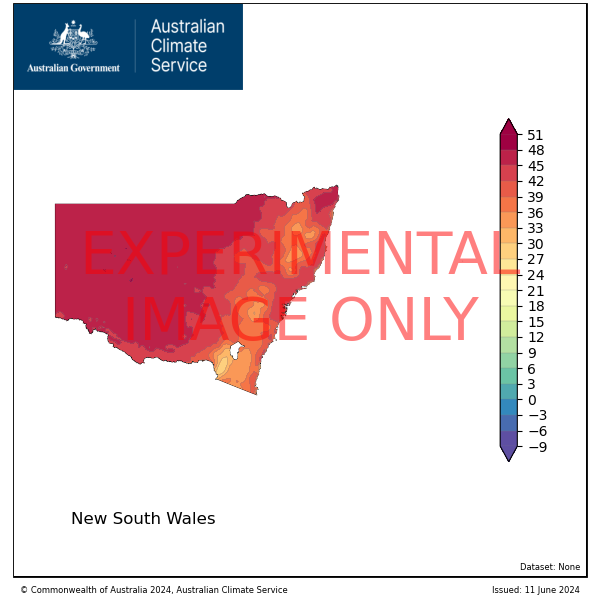 Australian
Climate
Service
Australian Government
51
48
45
42
39
36
33
30
27
24
21
18
15
12
9
6
3
0
−3
−6
−9
EXPERIMENTAL
IMAGE ONLY
New South Wales
Dataset: None
© Commonwealth of Australia 2024, Australian Climate Service
Issued: 11 June 2024